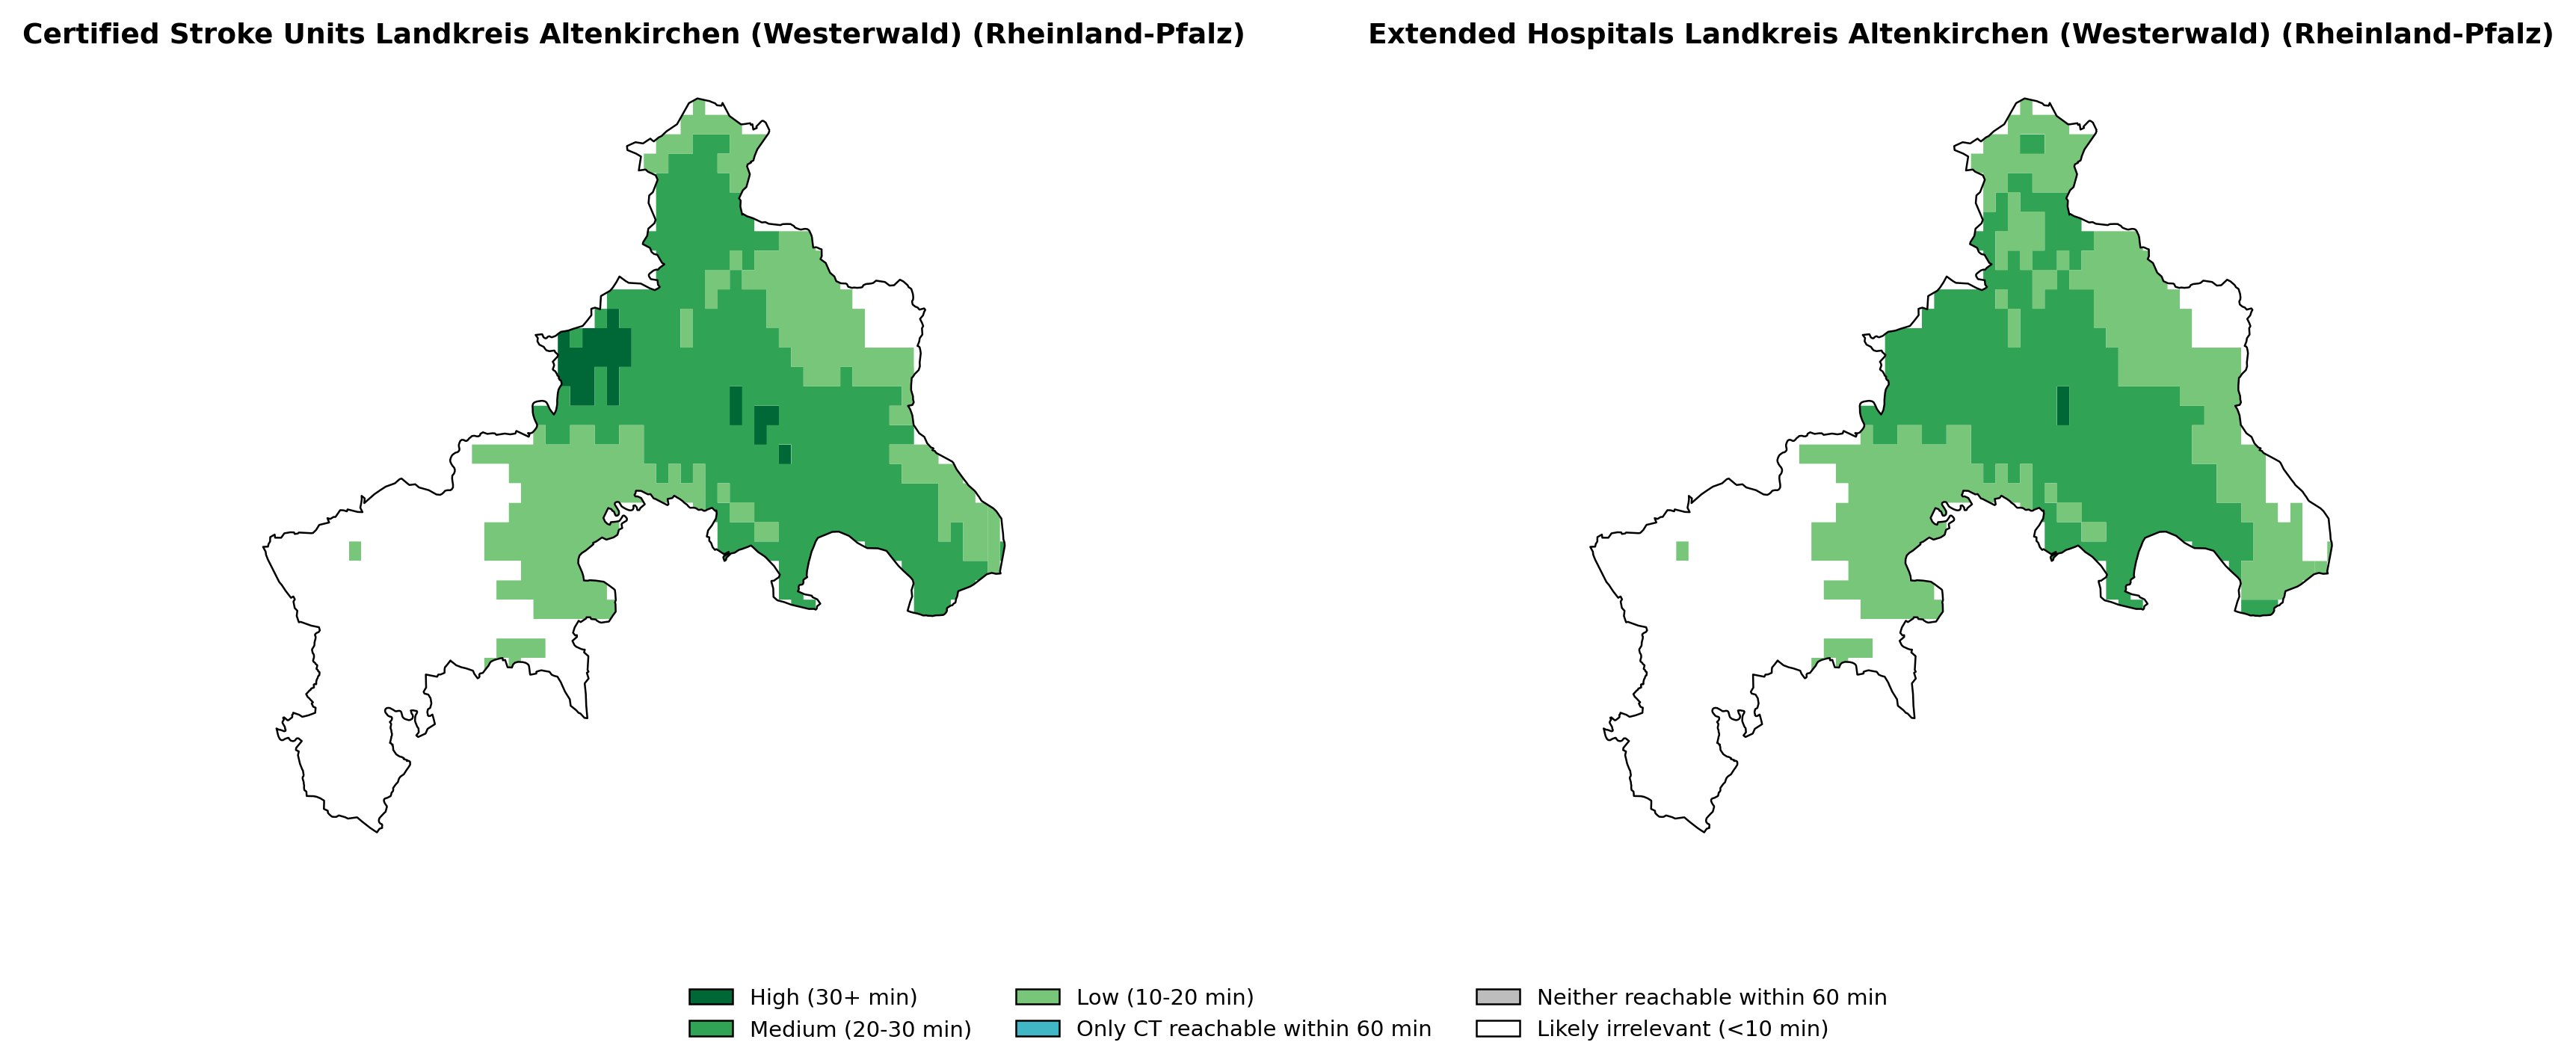 Certified Stroke Units Landkreis Altenkirchen (Westerwald) (Rheinland-Pfalz)
Extended Hospitals Landkreis Altenkirchen (Westerwald) (Rheinland-Pfalz)
High (30+ min)
Medium (20-30 min)
Low (10-20 min)
Only CT reachable within 60 min
Neither reachable within 60 min
Likely irrelevant (<10 min)